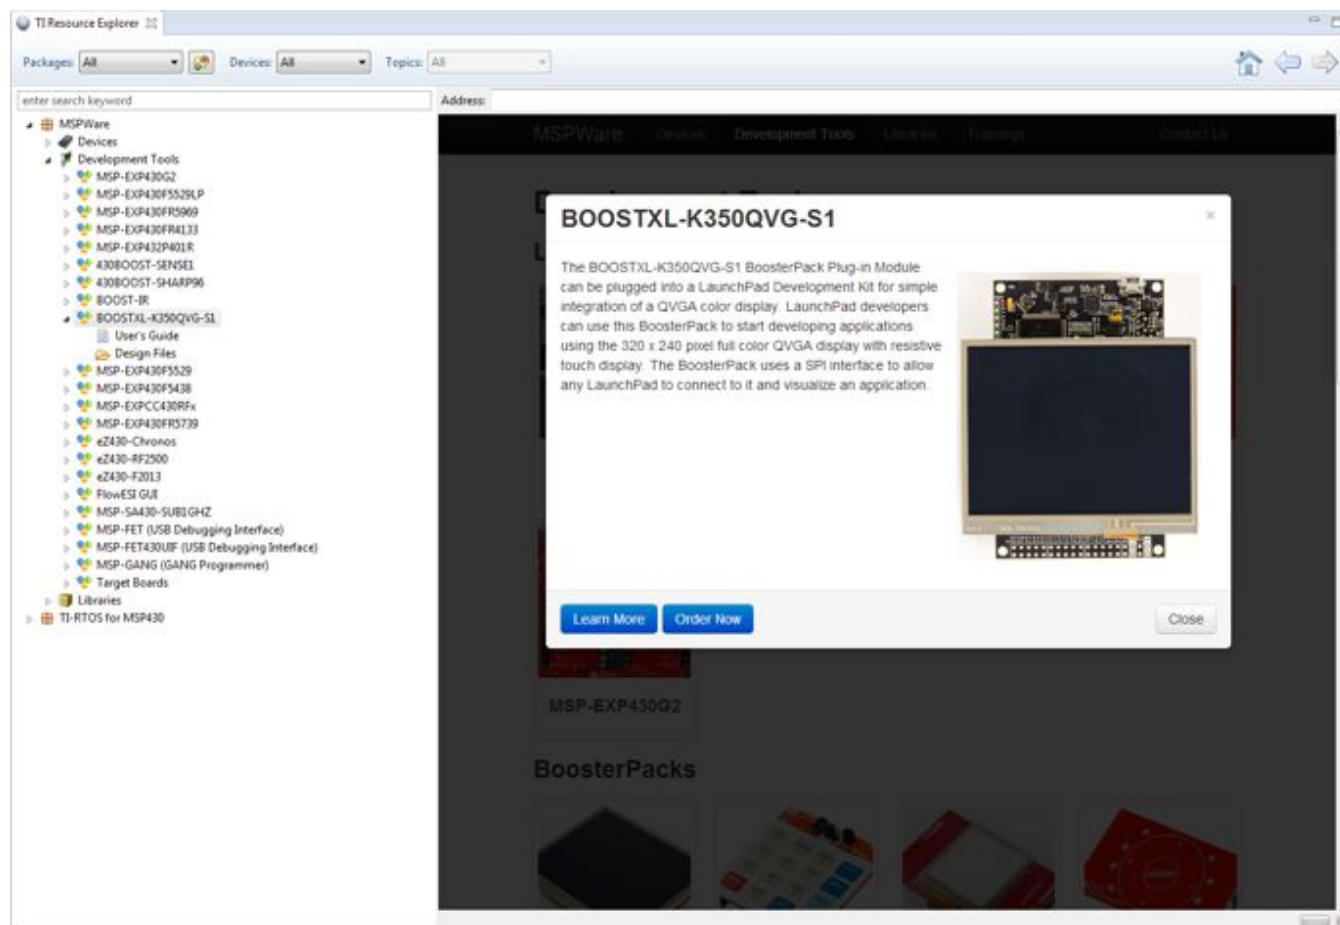 TI Resource Explorer
Packages: All
Devices: All
Topics: All
enter search keyword
Address:
MSPWare
Devices
Development Tools
MSP-EXP430G2
MSP-EXP430F5529LP
MSP-EXP430FR5969
MSP-EXP430FR4133
MSP-EXP432P401R
430BOOST-SENSE1
430BOOST-SHARP96
BOOST-IR
BOOSTXL-K350QVG-S1
User's Guide
Design Files
MSP-EXP430F5529
MSP-EXP430F5438
MSP-EXPCC430RFx
MSP-EXP430FR5739
eZ430-Chronos
eZ430-RF2500
eZ430-F2013
FlowESI GUI
MSP-SA430-SUB1GHZ
MSP-FET (USB Debugging Interface)
MSP-FET430UIF (USB Debugging Interface)
MSP-GANG (GANG Programmer)
Target Boards
Libraries
TI-RTOS for MSP430
MSPWare Devices Development Tools Libraries Trainings Contact Us
BOOSTXL-K350QVG-S1
The BOOSTXL-K350QVG-S1 BoosterPack Plug-in Module
can be plugged into a LaunchPad Development Kit for simple
integration of a QVGA color display. LaunchPad developers
can use this BoosterPack to start developing applications
using the 320 x 240 pixel full color QVGA display with resistive
touch display. The BoosterPack uses a SPI interface to allow
any LaunchPad to connect to it and visualize an application.
Learn More
Order Now
Close
MSP-EXP430G2
BoosterPacks